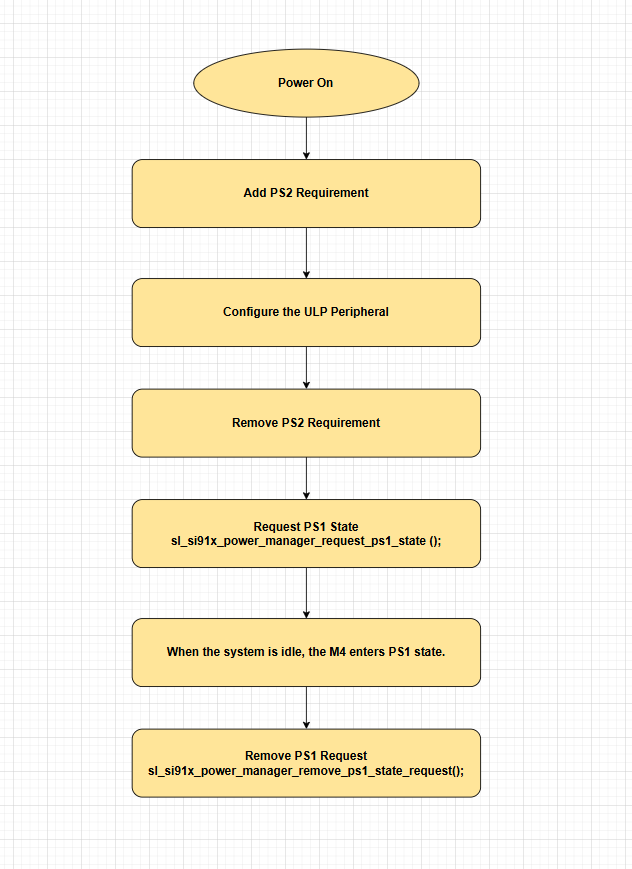 Power On
Add PS2 Requirement
Configure the ULP Peripheral
Remove PS2 Requirement
Request PS1 State
sl_si91x_power_manager_request_ps1_state ();
When the system is idle, the M4 enters PS1 state.
Remove PS1 Request
sl_si91x_power_manager_remove_ps1_state_request();